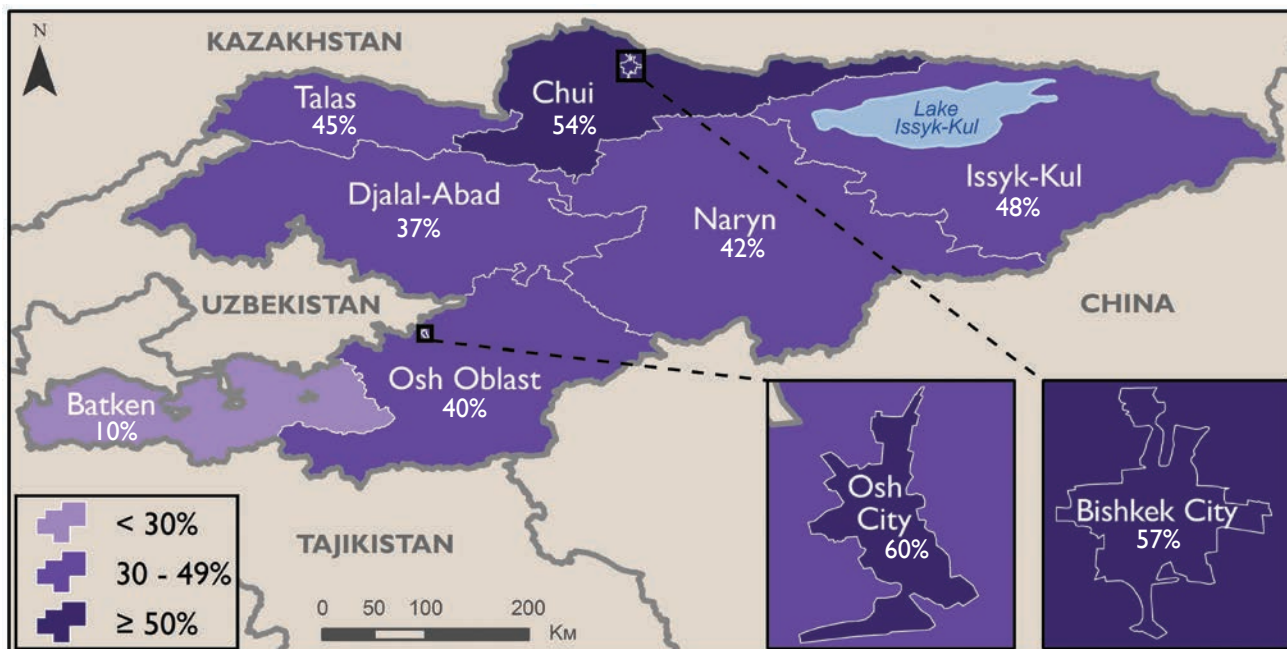 N
KAZAKHSTAN
Talas
45%
Chui
54%
Lake
Issyk-Kul
Djalal-Abad
37%
Naryn
42%
Issyk-Kul
48%
UZBEKISTAN
CHINA
Batken
10%
Osh Oblast
40%
TAJIKISTAN
Osh
City
60%
Bishkek City
57%
< 30%
30 - 49%
≥ 50%
0 50 100 200
Км